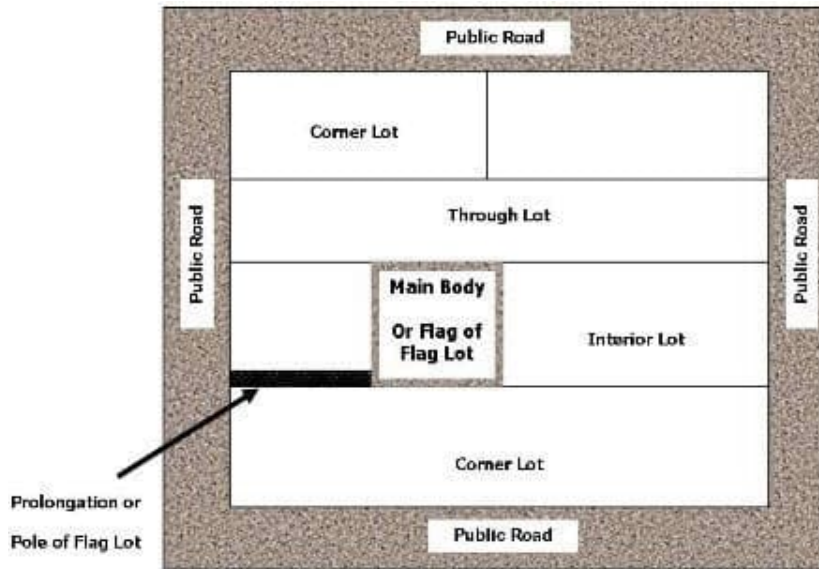 Public Road
Corner Lot
Through Lot
Public Road
Public Road
Main Body
Or Flag of
Flag Lot
Interior Lot
Corner Lot
Prolongation or
Pole of Flag Lot
Public Road